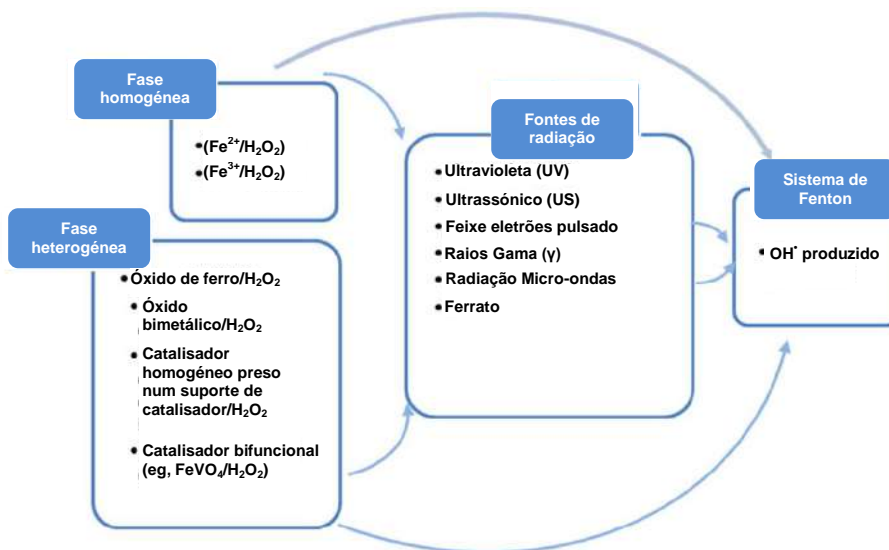 Fase
homogénea
•(Fe²⁺/H₂O₂)
•(Fe³⁺/H₂O₂)
Fase
heterogénea
•Óxido de ferro/H₂O₂
• Óxido
bimetálico/H₂O₂
• Catalisador
homogéneo preso
num suporte de
catalisador/H₂O₂
• Catalisador bifuncional
(eg, FeVO₄/H₂O₂)
Fontes de
radiação
•Ultravioleta (UV)
•Ultrassónico (US)
•Feixe eletrões pulsado
•Raios Gama (γ)
•Radiação Micro-ondas
•Ferrato
Sistema de
Fenton
• OH˙ produzido